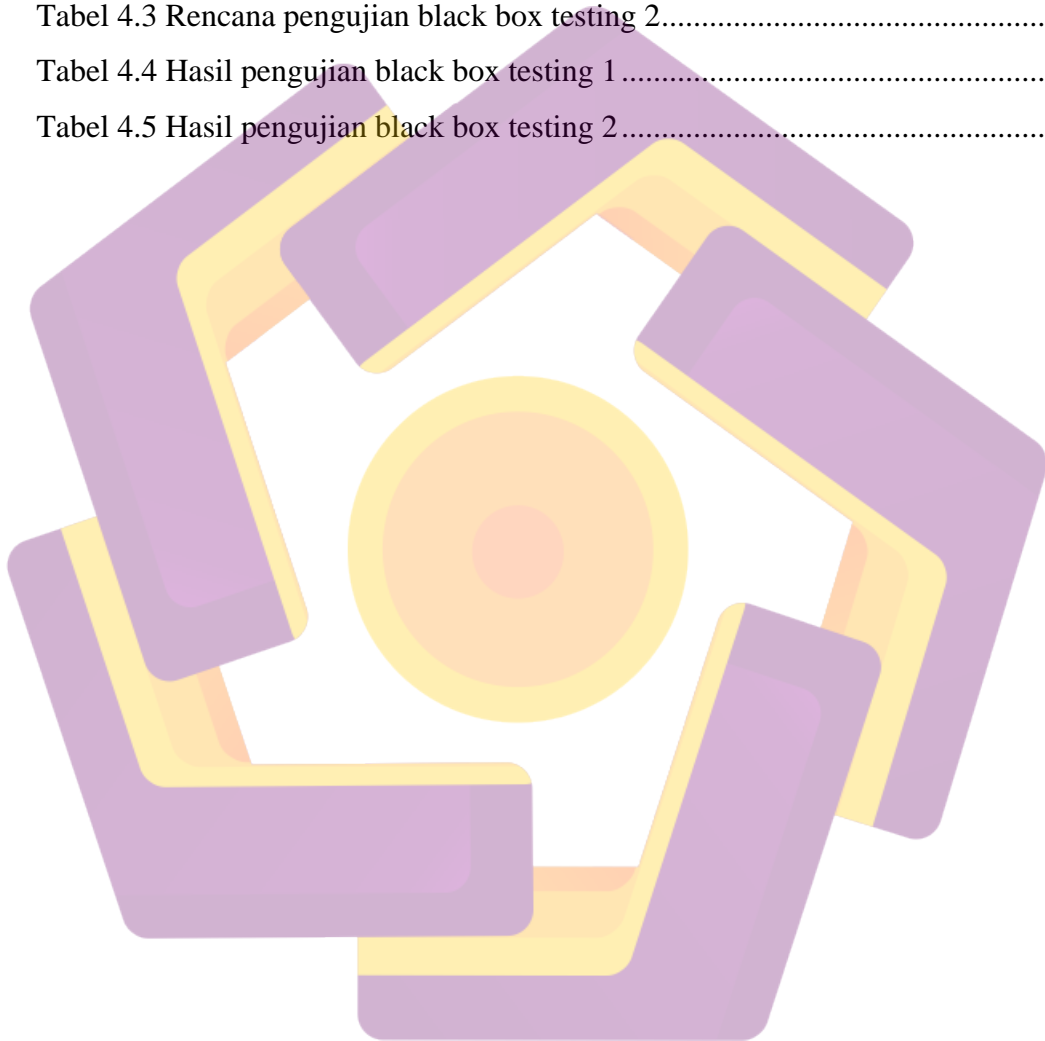 Tabel 4.3 Rencana pengujian black box testing 2............................................
Tabel 4.4 Hasil pengujian black box testing 1.................................................
Tabel 4.5 Hasil pengujian black box testing 2.................................................